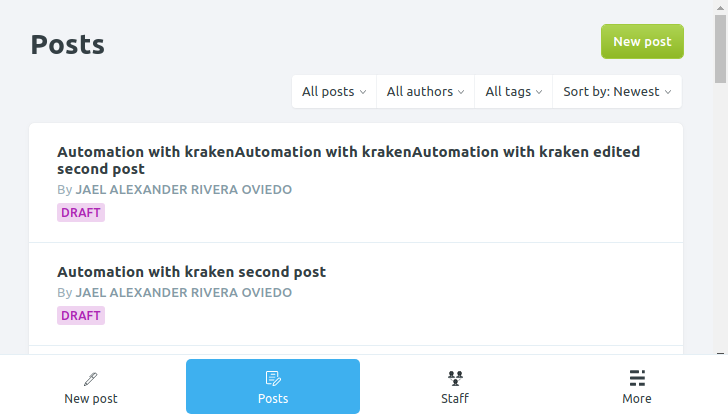 Posts
New post
All posts
All authors
All tags
Sort by: Newest
Automation with krakenAutomation with krakenAutomation with kraken edited
second post
By JAEL ALEXANDER RIVERA OVIEDO
DRAFT
Automation with kraken second post
By JAEL ALEXANDER RIVERA OVIEDO
DRAFT
New post
Posts
Staff
More